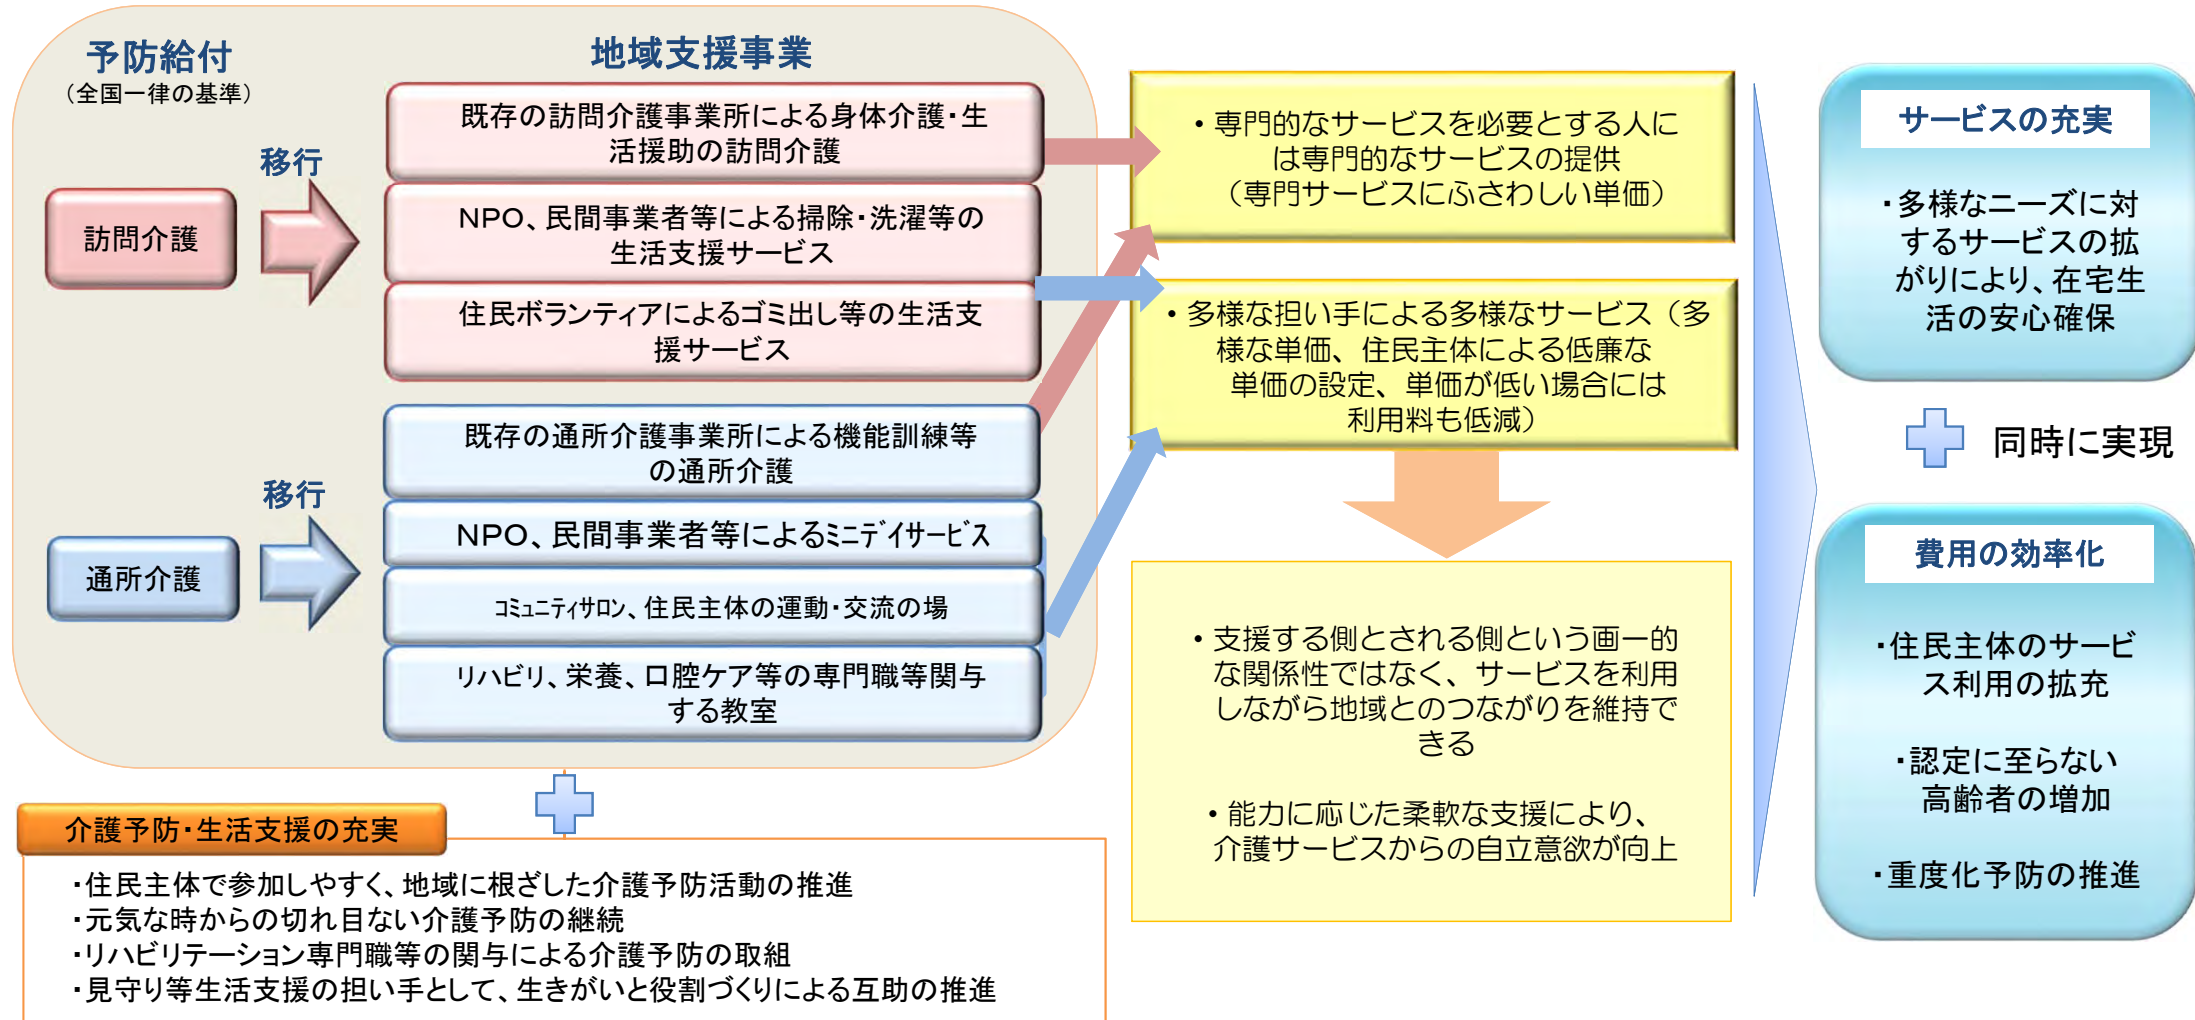 予防給付
（全国一律の基準）
地域支援事業
訪問介護
移行
既存の訪問介護事業所による身体介護・生
活援助の訪問介護
NPO、民間事業者等による掃除・洗濯等の
生活支援サービス
住民ボランティアによるゴミ出し等の生活支
援サービス
通所介護
移行
既存の通所介護事業所による機能訓練等
の通所介護
NPO、民間事業者等によるミニデイサービス
コミュニティサロン、住民主体の運動・交流の場
リハビリ、栄養、口腔ケア等の専門職等関与
する教室
介護予防・生活支援の充実
・住民主体で参加しやすく、地域に根ざした介護予防活動の推進
・元気な時からの切れ目ない介護予防の継続
・リハビリテーション専門職等の関与による介護予防の取組
・見守り等生活支援の担い手として、生きがいと役割づくりによる互助の推進
・専門的なサービスを必要とする人に
は専門的なサービスの提供
（専門サービスにふさわしい単価）
・多様な担い手による多様なサービス（多
様な単価、住民主体による低廉な
単価の設定、単価が低い場合には
利用料も低減）
・支援する側とされる側という画一的
な関係性ではなく、サービスを利用
しながら地域とのつながりを維持で
きる
・能力に応じた柔軟な支援により、
介護サービスからの自立意欲が向上
サービスの充実
・多様なニーズに対
するサービスの拡
がりにより、在宅生
活の安心確保
同時に実現
費用の効率化
・住民主体のサービ
ス利用の拡充
・認定に至らない
高齢者の増加
・重度化予防の推進